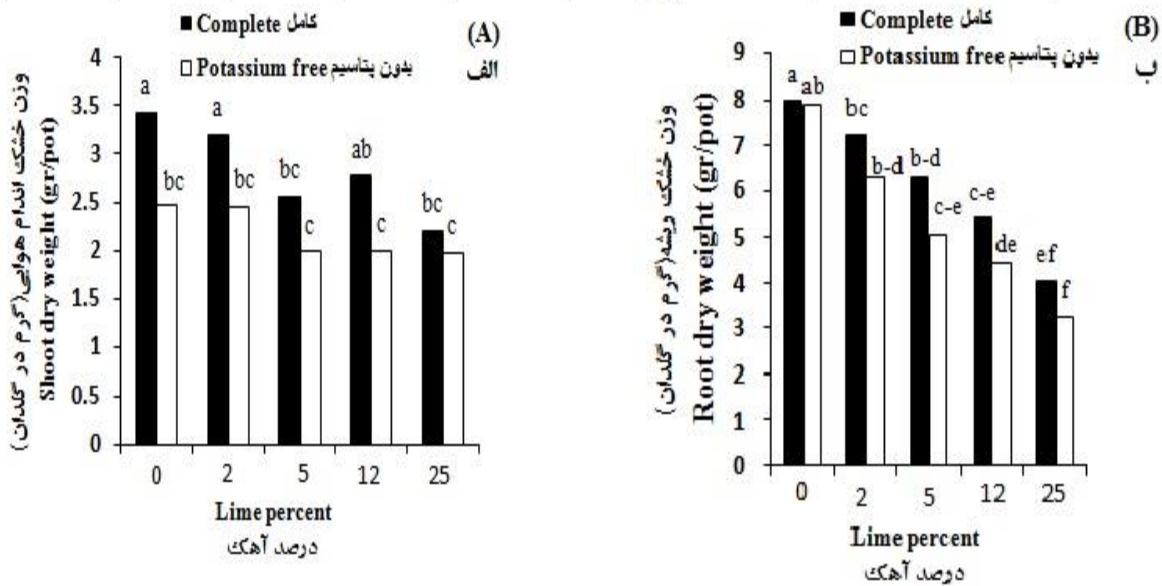 ■ Complete کامل
□ Potassium free بدون پتاسیم
(A)
الف
وزن خشک اندام هوایی(گرم در گلدان)
Shoot dry weight (gr/pot)
4
3.5
3
2.5
2
1.5
1
0.5
0
a
bc
a
bc
bc
c
ab
c
bc
c
0 2 5 12 25
Lime percent
درصد آهک
■ Complete کامل
□ Potassium free بدون پتاسیم
(B)
ب
وزن خشک ریشه(گرم در گلدان)
Root dry weight (gr/pot)
9
8
7
6
5
4
3
2
1
0
a
ab
bc
b-d
b-d
c-e
c-e
de
ef
f
0 2 5 12 25
Lime percent
درصد آهک